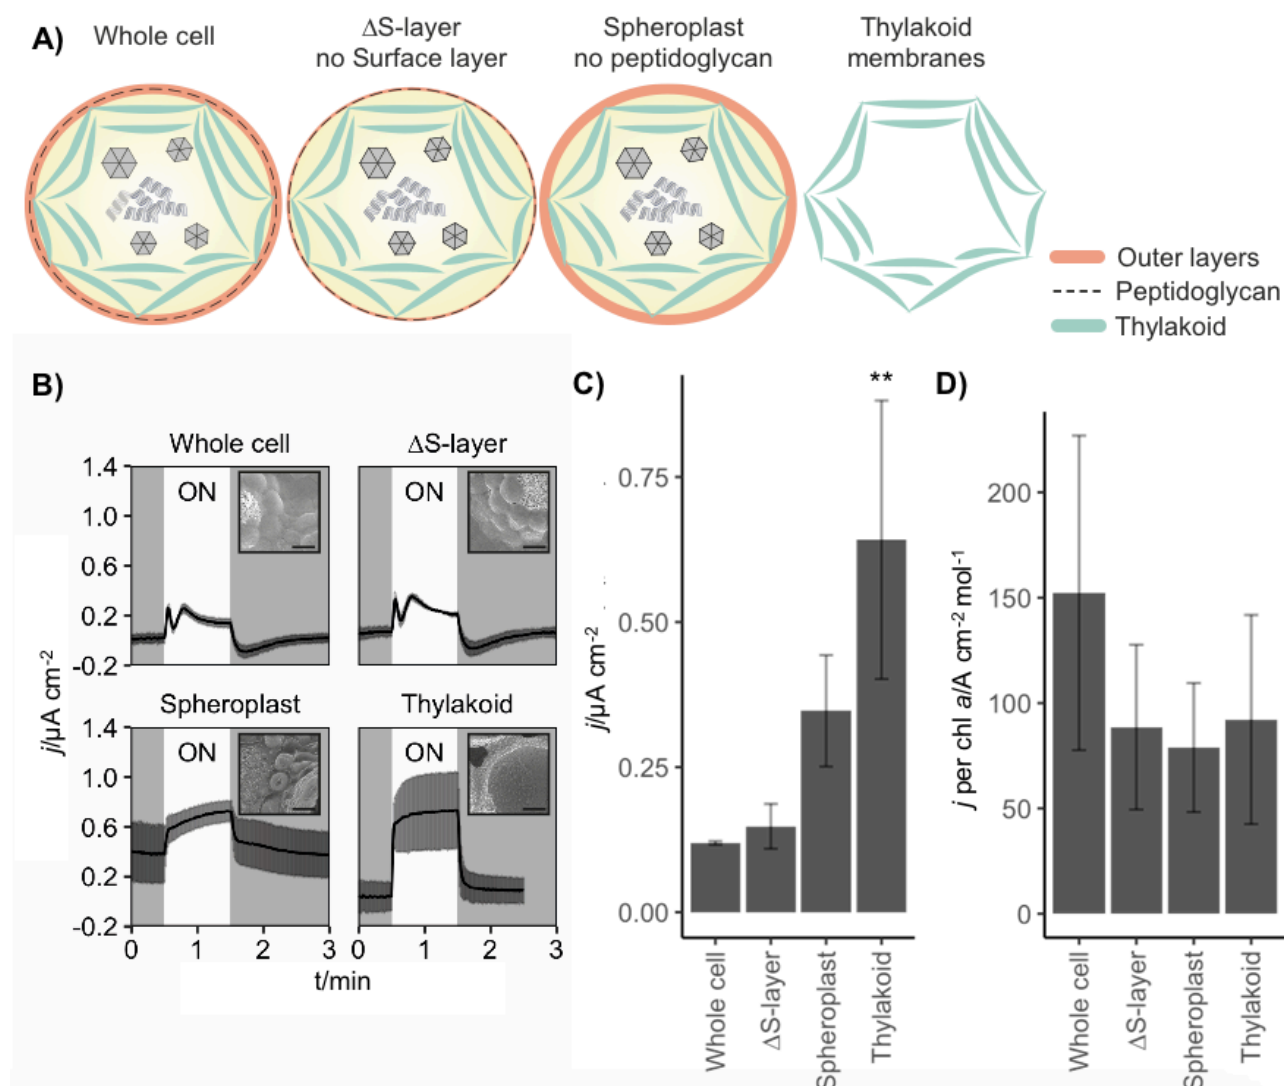 A)
Whole cell
ΔS-layer
no Surface layer
Spheroplast
no peptidoglycan
Thylakoid
membranes
Outer layers
Peptidoglycan
Thylakoid
B)
Whole cell
ΔS-layer
1.4
1.0
0.6
0.2
-0.2
ON
ON
Spheroplast
Thylakoid
1.4
1.0
0.6
0.2
-0.2
ON
ON
j/µA cm⁻²
0
1
2
3
0
1
2
3
t/min
C)
**
0.75
0.50
0.25
0.00
j/µA cm⁻²
Whole cell
ΔS-layer
Spheroplast
Thylakoid
D)
200
150
100
50
0
j per chl a/A cm⁻² mol⁻¹
Whole cell
ΔS-layer
Spheroplast
Thylakoid